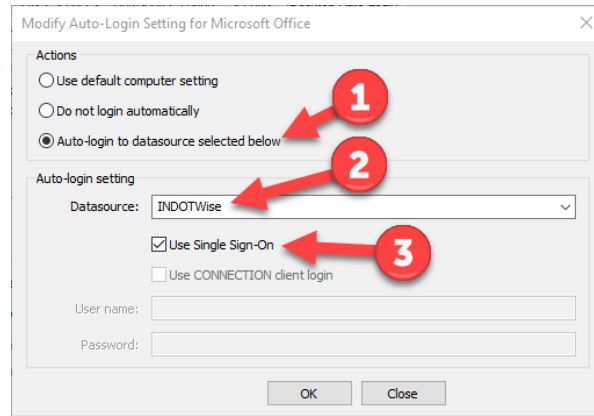 Modify Auto-Login Setting for Microsoft Office
Actions
Use default computer setting
1
Do not login automatically
Auto-login to datasource selected below
2
Auto-login setting
Datasource: INDOTWise
Use Single Sign-On
3
Use CONNECTION client login
User name:
Password:
OK Close